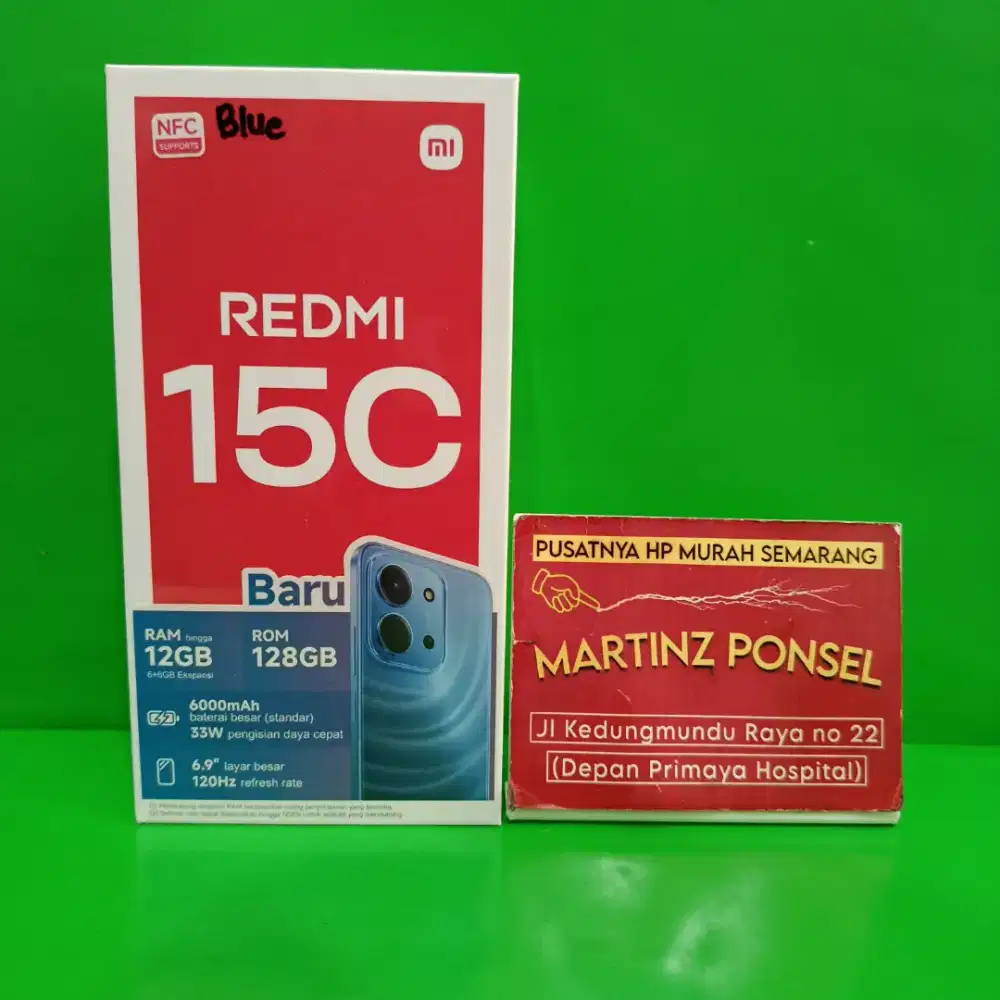 NFC
SUPPORTS
Blue
mi
REDMI
15C
Baru
RAM hingga
12GB
6+6GB Ekspansi
ROM
128GB
6000mAh
baterai besar (standar)
33W pengisian daya cepat
6.9" layar besar
120Hz refresh rate
PUSATNYA HP MURAH SEMARANG
MARTINZ PONSEL
Jl Kedungmundu Raya no 22
(Depan Primaya Hospital)